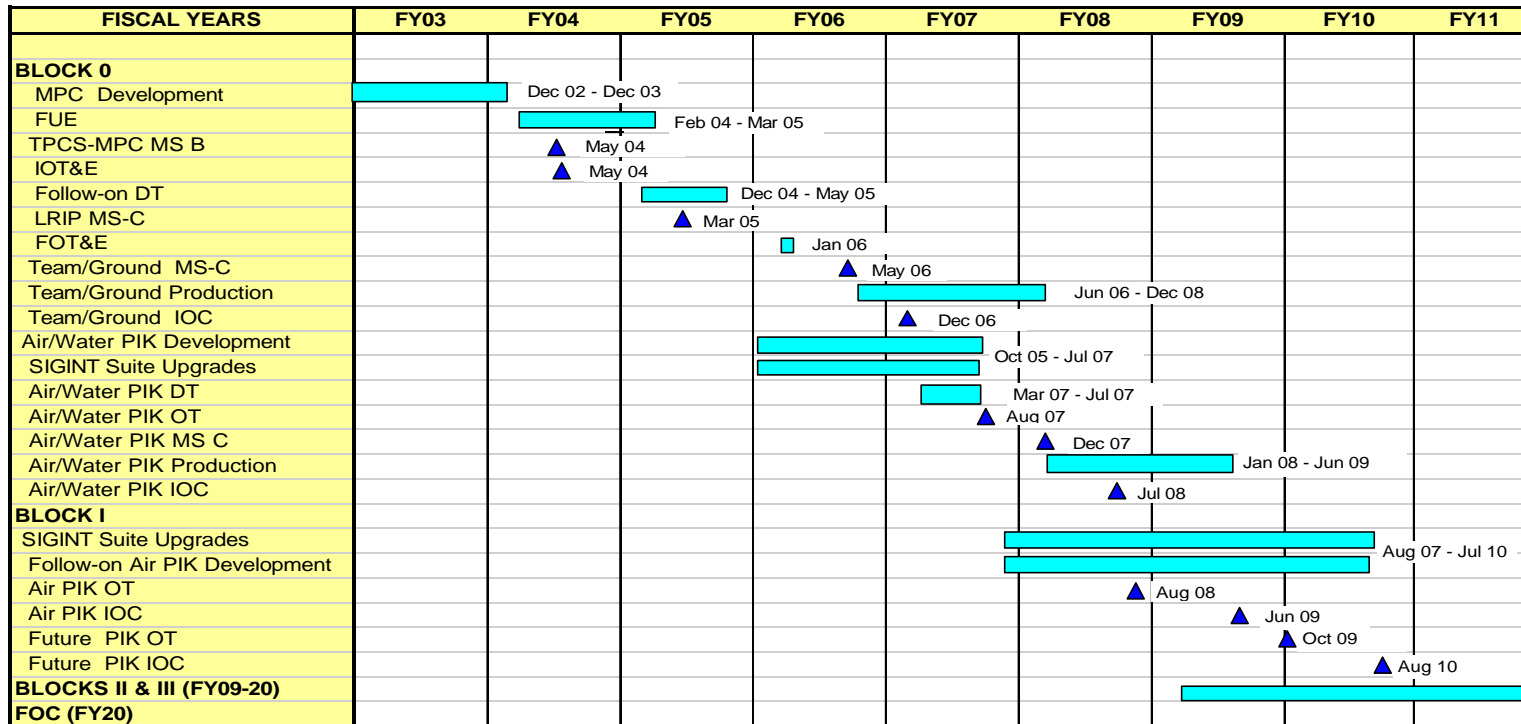 FISCAL YEARS FY03 FY04 FY05 FY06 FY07 FY08 FY09 FY10 FY11
BLOCK 0
MPC Development Dec 02 - Dec 03
FUE Feb 04 - Mar 05
TPCS-MPC MS B May 04
IOT&E May 04
Follow-on DT Dec 04 - May 05
LRIP MS-C Mar 05
FOT&E Jan 06
Team/Ground MS-C May 06
Team/Ground Production Jun 06 - Dec 08
Team/Ground IOC Dec 06
Air/Water PIK Development
Oct 05 - Jul 07
SIGINT Suite Upgrades
Air/Water PIK DT Mar 07 - Jul 07
Air/Water PIK OT Aug 07
Air/Water PIK MS C Dec 07
Air/Water PIK Production Jan 08 - Jun 09
Air/Water PIK IOC Jul 08
BLOCK I
SIGINT Suite Upgrades
Aug 07 - Jul 10
Follow-on Air PIK Development
Air PIK OT Aug 08
Air PIK IOC Jun 09
Future PIK OT Oct 09
Future PIK IOC Aug 10
BLOCKS II & III (FY09-20)
FOC (FY20)